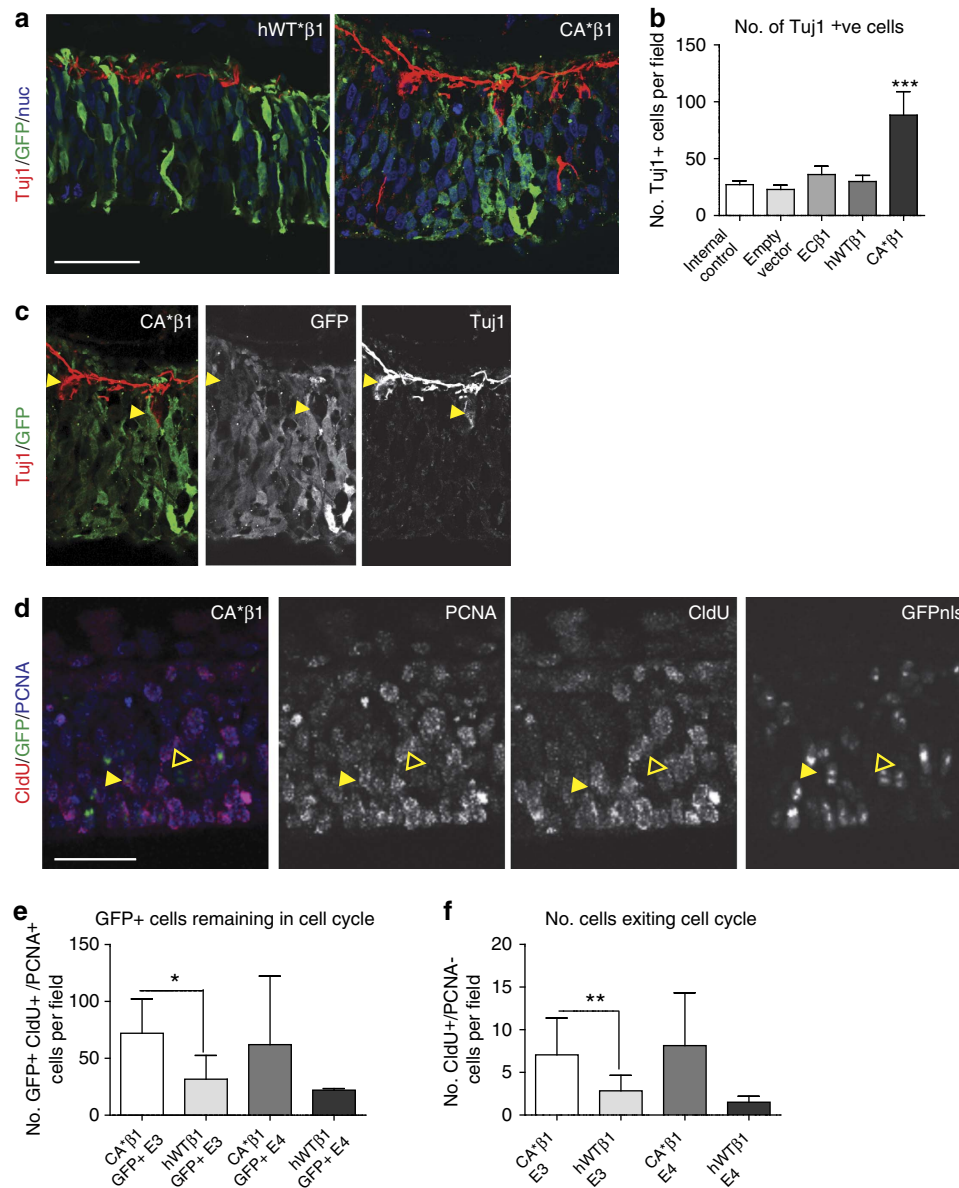 a
Tuj1/GFP/nuc
hWT*β1
CA*β1
b
No. of Tuj1 +ve cells
No. Tuj1+ cells per field
150
100
50
0
***
Internal control
Empty vector
ECβ1
hWTβ1
CA*β1
c
Tuj1/GFP
CA*β1
GFP
Tuj1
d
CldU/GFP/PCNA
CA*β1
PCNA
CldU
GFPnls
e
GFP+ cells remaining in cell cycle
No. GFP+ CldU+ /PCNA+
cells per field
150
100
50
0
*
CA*β1
GFP+ E3
hWTβ1
GFP+ E3
CA*β1
GFP+ E4
hWTβ1
GFP+ E4
f
No. cells exiting cell cycle
No. CldU+/PCNA-
cells per field
20
15
10
5
0
**
CA*β1
E3
hWTβ1
E3
CA*β1
E4
hWTβ1
E4